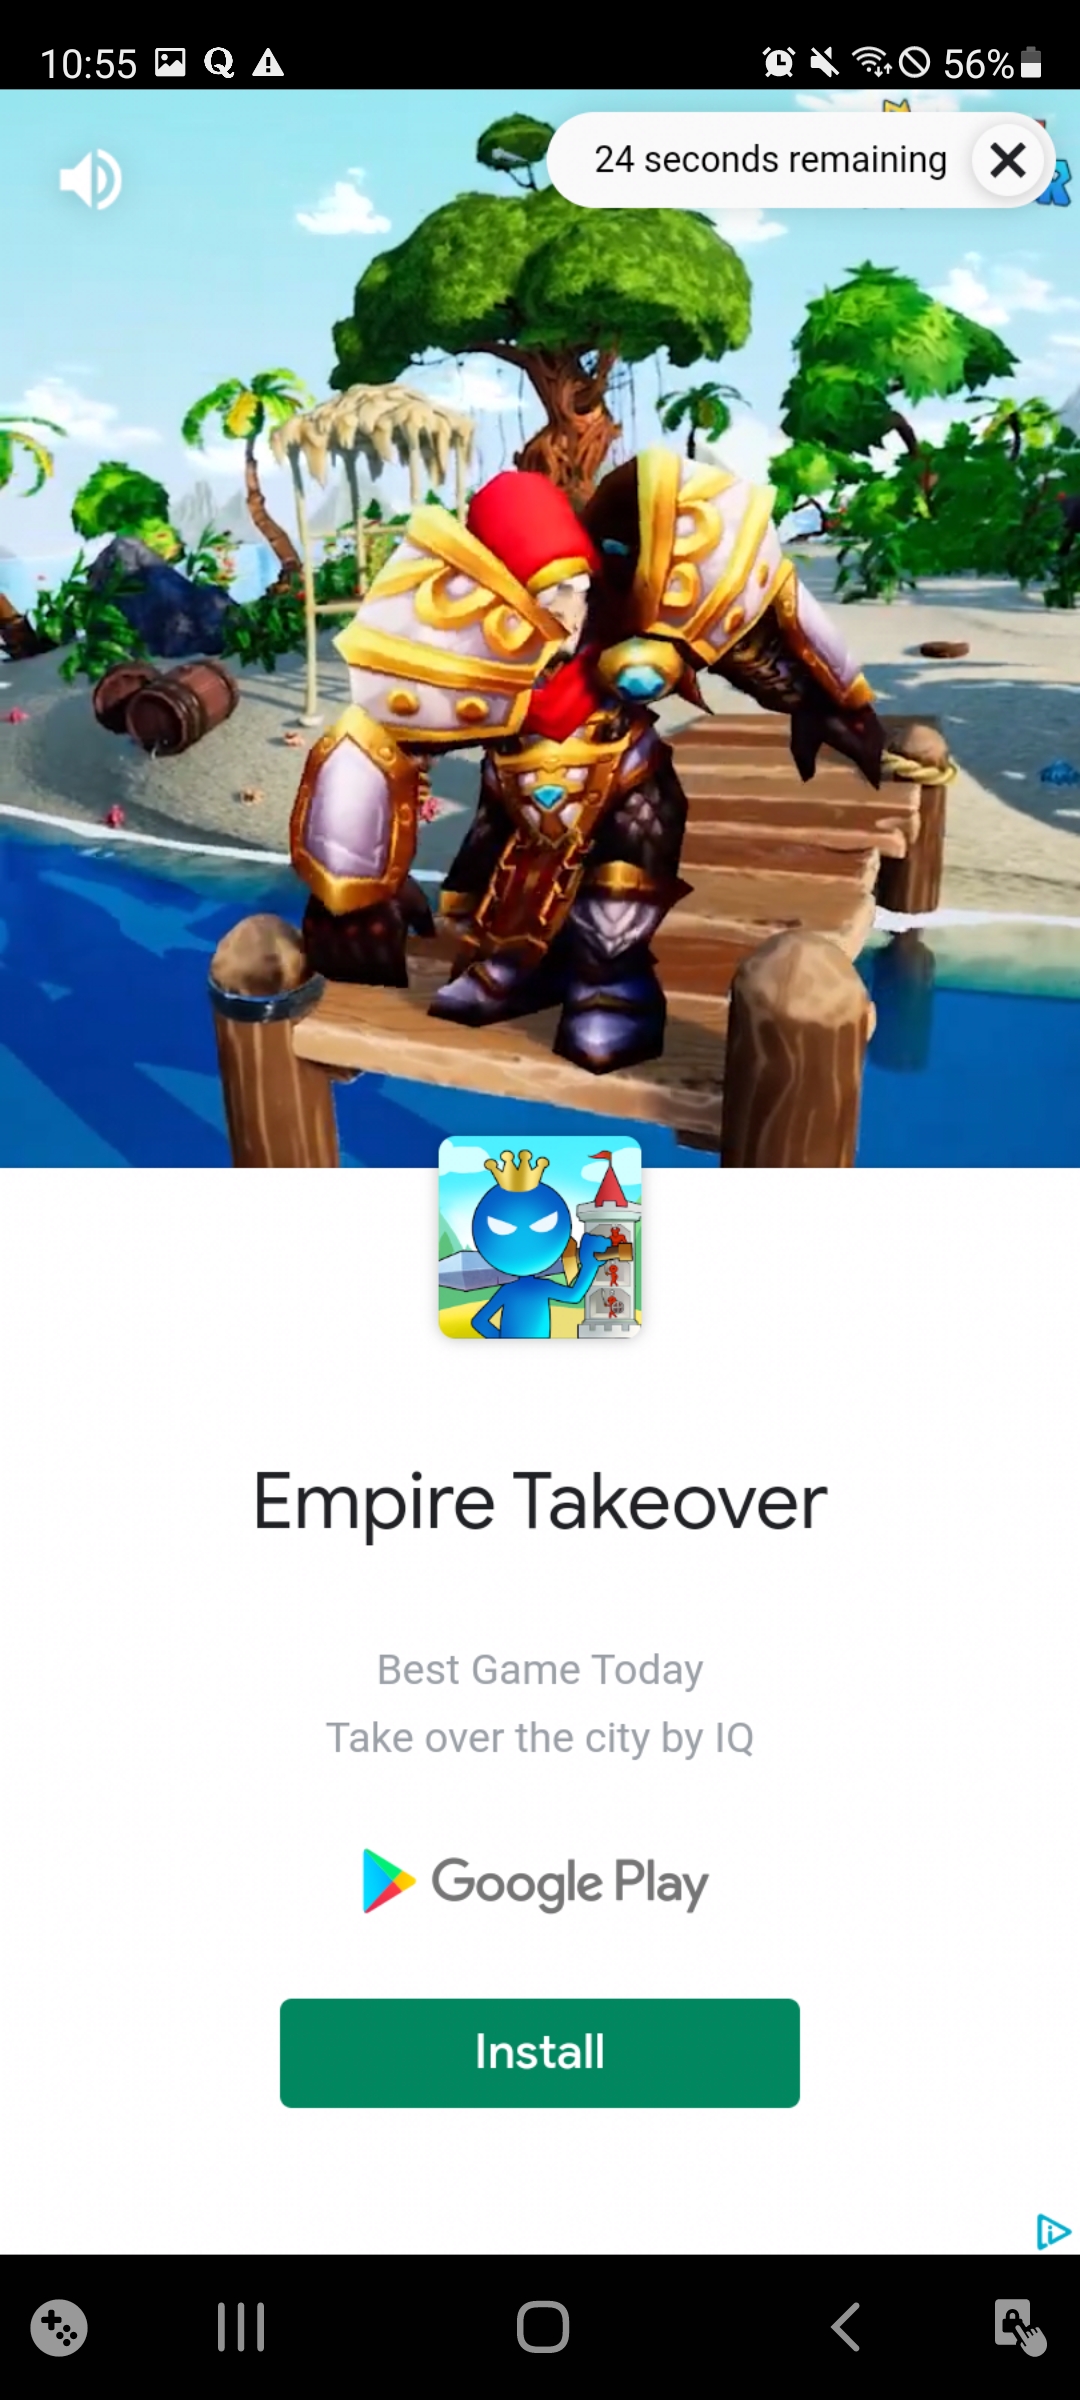 10:55
56%
24 seconds remaining
R
Empire Takeover
Best Game Today
Take over the city by IQ
Google Play
Install